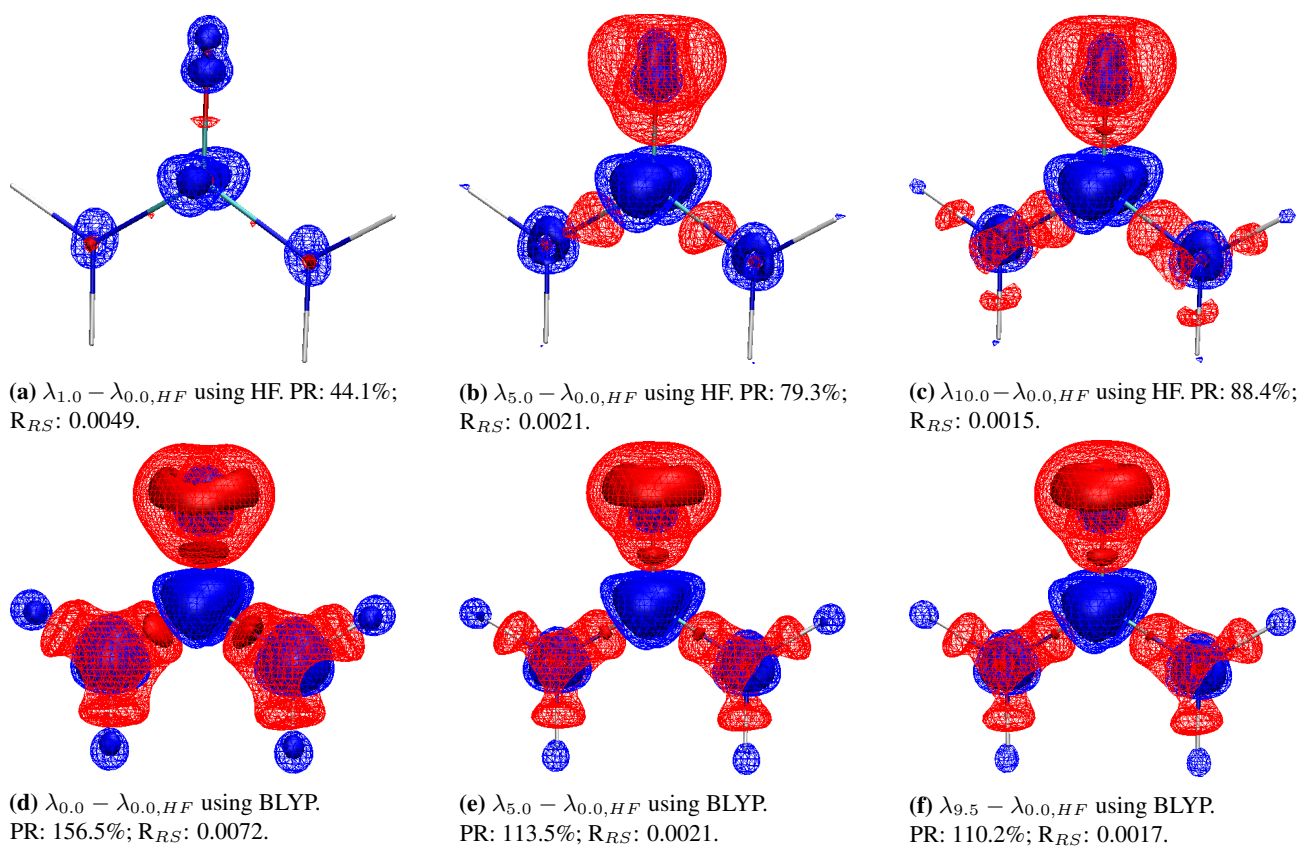 (a) λ1.0 − λ0.0,HF using HF. PR: 44.1%;
RRS: 0.0049.
(b) λ5.0 − λ0.0,HF using HF. PR: 79.3%;
RRS: 0.0021.
(c) λ10.0−λ0.0,HF using HF. PR: 88.4%;
RRS: 0.0015.
(d) λ0.0 − λ0.0,HF using BLYP.
PR: 156.5%; RRS: 0.0072.
(e) λ5.0 − λ0.0,HF using BLYP.
PR: 113.5%; RRS: 0.0021.
(f) λ9.5 − λ0.0,HF using BLYP.
PR: 110.2%; RRS: 0.0017.